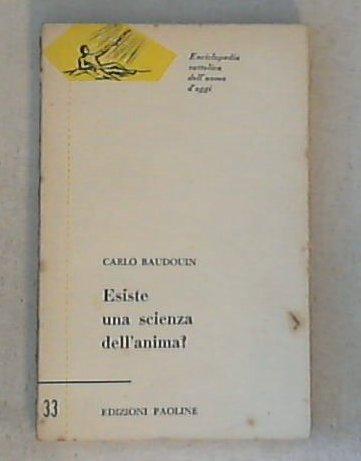 Enciclopedia
cattolica
dell'uomo
d'oggi
CARLO BAUDOUIN
Esiste
una scienza
dell'anima?
33
EDIZIONI PAOLINE